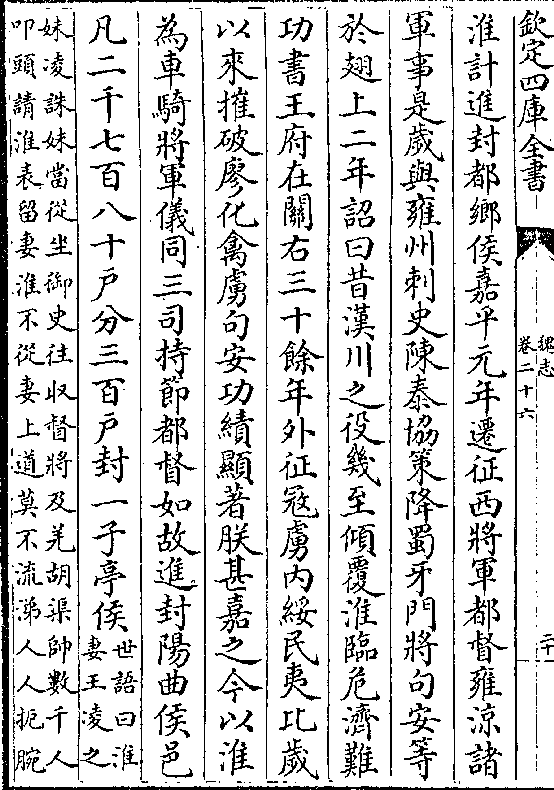 欽定四庫全書
魏志
卷二十六
二十一
淮計進封都鄉侯嘉平元年遷征西將軍都督雍涼諸
軍事是歲與雍州刺史陳泰協策降蜀牙門將句安等
於翅上二年詔曰昔漢川之役幾至傾覆淮臨危濟難
功書王府在關右三十餘年外征寇虜内綏民夷比歲
以來摧破廖化禽虜句安功績顯著朕甚嘉之今以淮
為車騎將軍儀同三司持節都督如故進封陽曲侯邑
凡二千七百八十戶分三百戶封一子亭侯世語曰淮
妻王凌之
妹凌誅妹當從坐御史往收督將及羌胡渠帥數千人
叩頭請淮表留妻淮不從妻上道莫不流涕人人扼腕